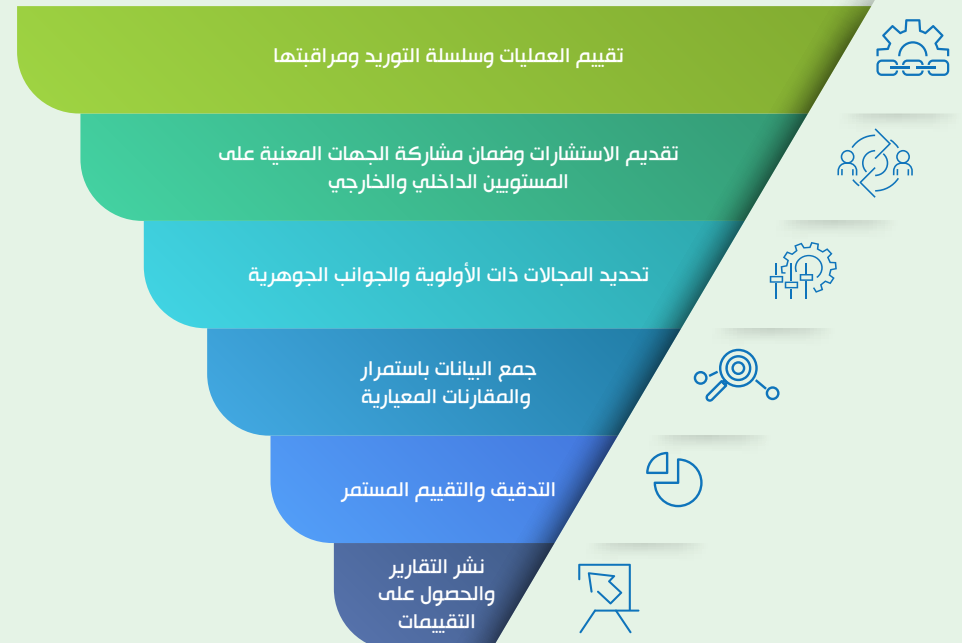 تقييم العمليات وسلسلة التوريد ومراقبتها
تقديم الاستشارات وضمان مشاركة الجهات المعنية على
المستويين الداخلي والخارجي
تحديد المجالات ذات الأولوية والجوانب الجوهرية
جمع البيانات باستمرار
والمقارنات المعيارية
التدقيق والتقييم المستمر
نشر التقارير
والحصول على
التقييمات